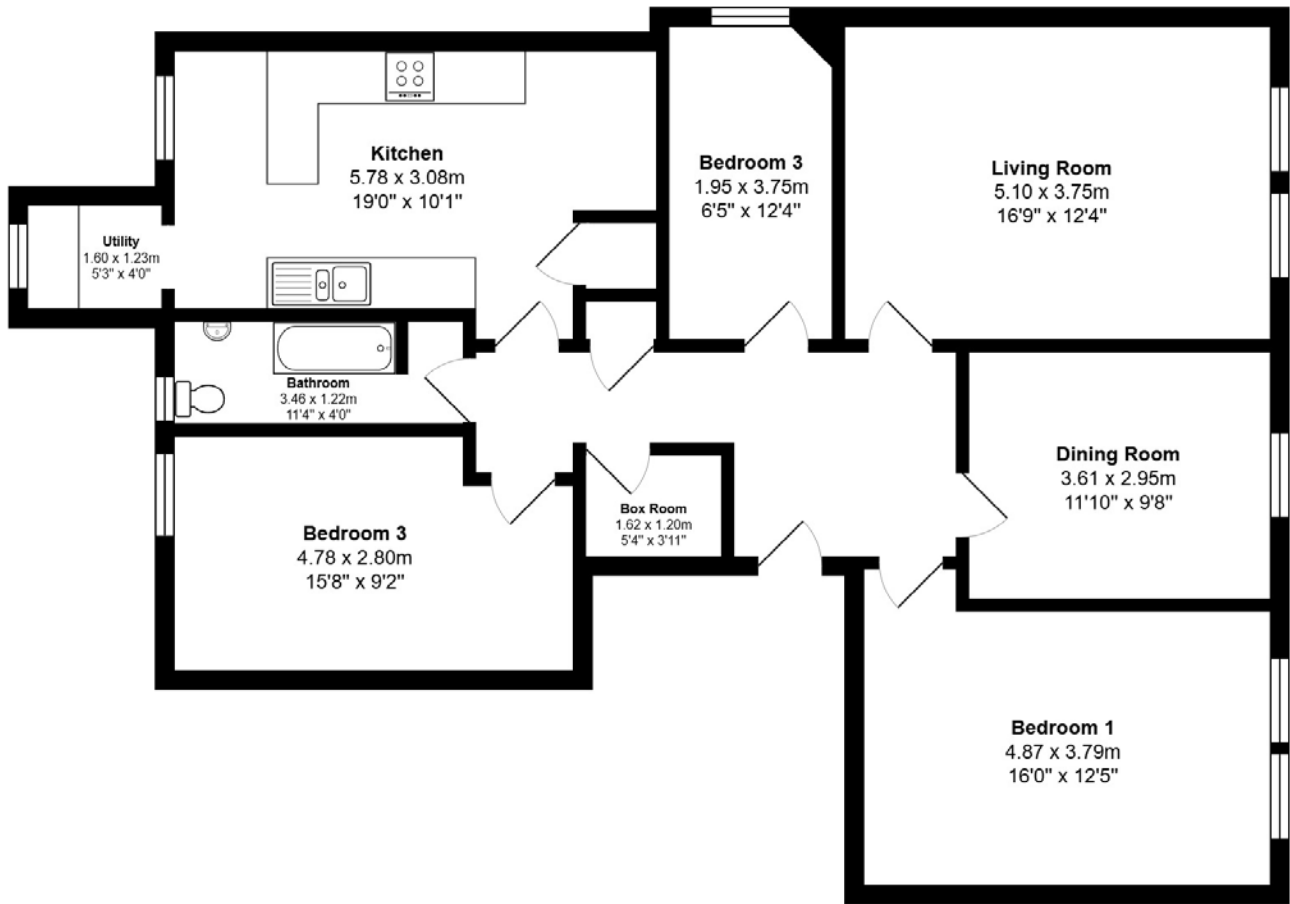 Kitchen
5.78 x 3.08m
19'0" x 10'1"
Bedroom 3
1.95 x 3.75m
6'5" x 12'4"
Living Room
5.10 x 3.75m
16'9" x 12'4"
Utility
1.60 x 1.23m
5'3" x 4'0"
Bathroom
3.46 x 1.22m
11'4" x 4'0"
Dining Room
3.61 x 2.95m
11'10" x 9'8"
Box Room
1.62 x 1.20m
5'4" x 3'11"
Bedroom 3
4.78 x 2.80m
15'8" x 9'2"
Bedroom 1
4.87 x 3.79m
16'0" x 12'5"